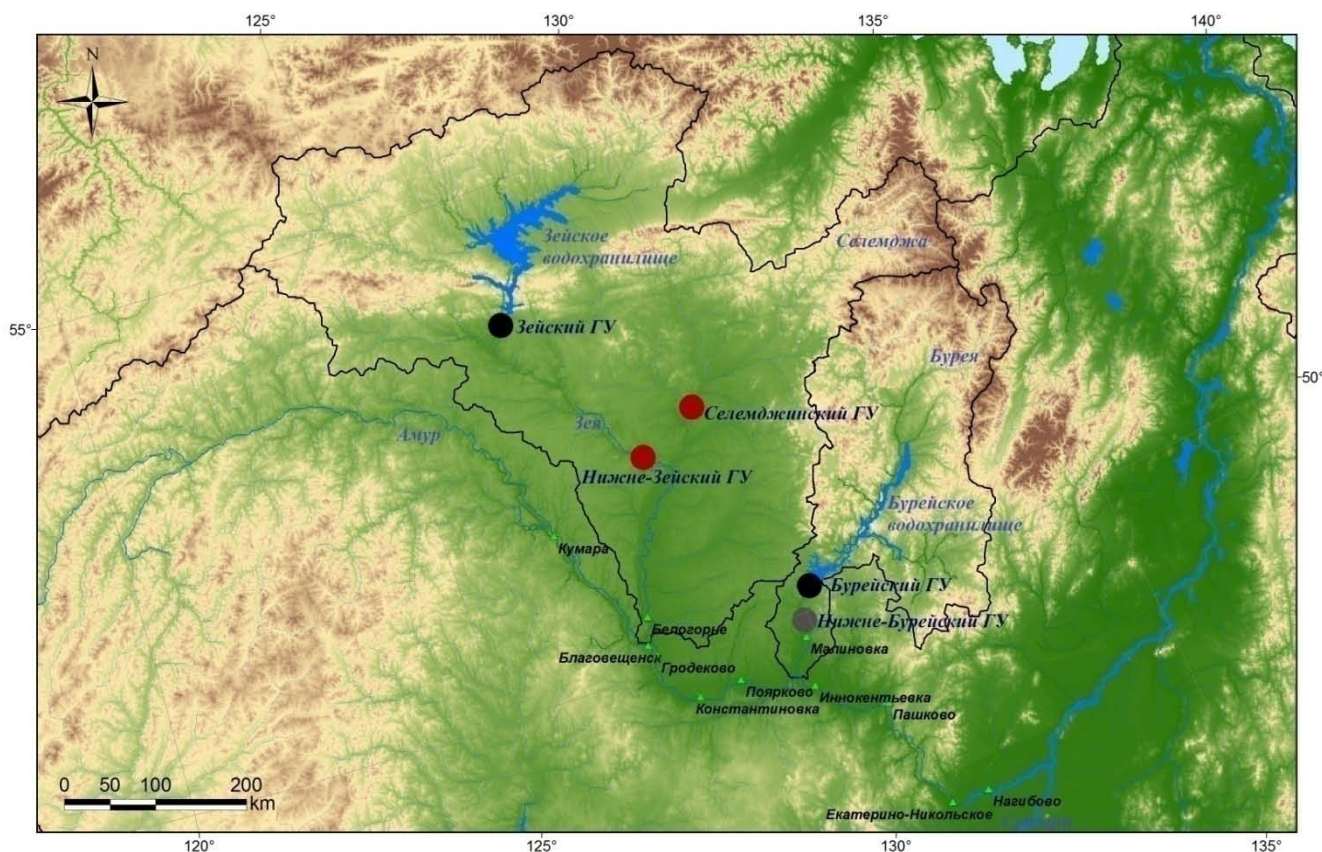 125°
130°
135°
140°
N
Зейское
водохранилище
Селемджа
55°
Зейский ГУ
Бурея
50°
Селемджинский ГУ
Зея
Амур
Нижне-Зейский ГУ
Бурейское
водохранилище
Кумара
Бурейский ГУ
Нижне-Бурейский ГУ
Белогорье
Малиновка
Благовещенск
Гродеково
Поярково
Иннокентьевка
Константиновка
Пашково
0 50 100 200
km
Нагибово
Екатерино-Никольское
120°
125°
130°
135°